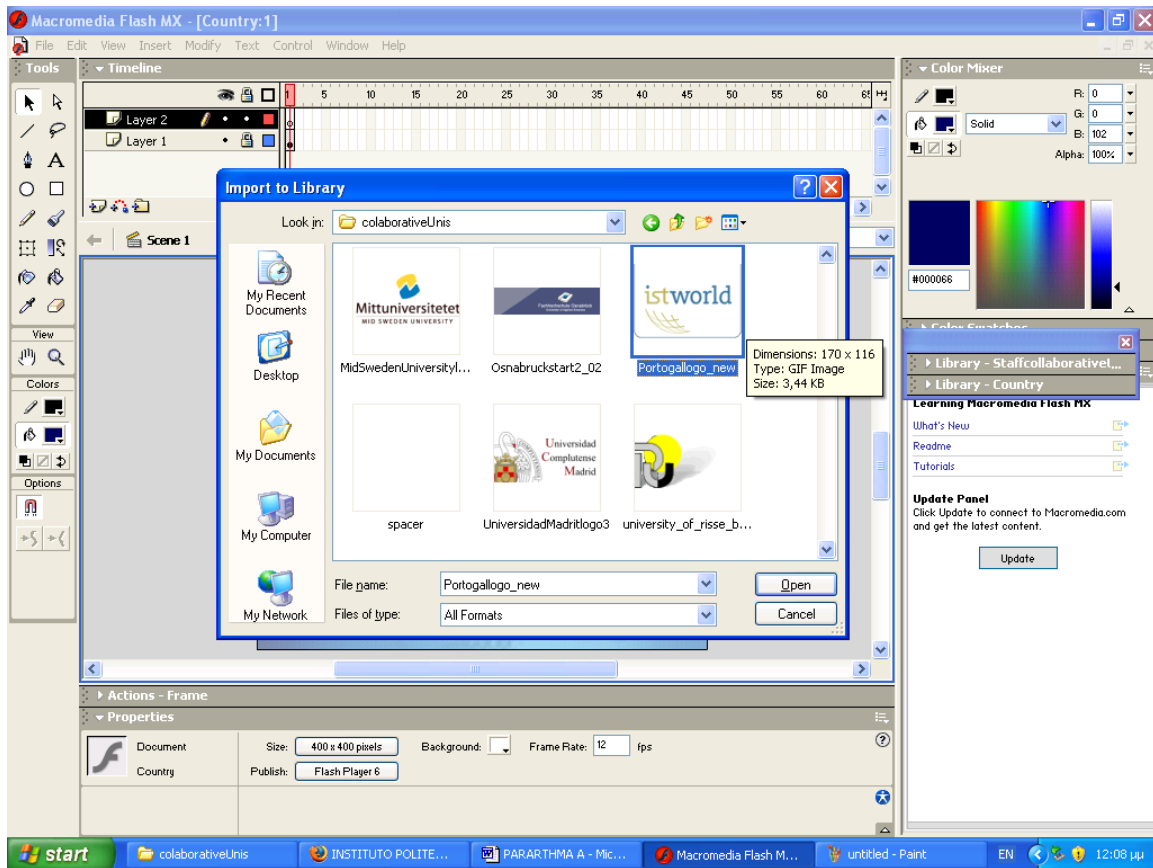 Macromedia Flash MX - [Country:1]
File Edit View Insert Modify Text Control Window Help
Tools
Timeline
Color Mixer
1 5 10 15 20 25 30 35 40 45 50 55 60 65
Layer 2
Layer 1
R: 0
G: 0
B: 102
Solid
Alpha: 100%
#000066
Scene 1
View
Colors
Options
Import to Library
Look in: colaborativeUnis
My Recent Documents
Desktop
My Documents
My Computer
My Network
Mittuniversitetet
MID SWEDEN UNIVERSITY
istworld
MidSwedenUniversityl...
Osnabruckstart2_02
Portogallogo_new
Dimensions: 170 x 116
Type: GIF Image
Size: 3,44 KB
Universidad
Complutense
Madrid
spacer
UniversidadMadritlogo3
university_of_risse_b...
File name: Portogallogo_new
Open
Files of type: All Formats
Cancel
Color Swatches
Library - Staffcollaborativel...
Library - Country
Learning Macromedia Flash MX
What's New
Readme
Tutorials
Update Panel
Click Update to connect to Macromedia.com
and get the latest content.
Update
Actions - Frame
Properties
Document
Country
Size: 400 x 400 pixels
Background:
Frame Rate: 12 fps
Publish: Flash Player 6
start
colaborativeUnis
INSTITUTO POLITE...
PARARTHMA A - Mic...
Macromedia Flash M...
untitled - Paint
EN
12:08 μμ